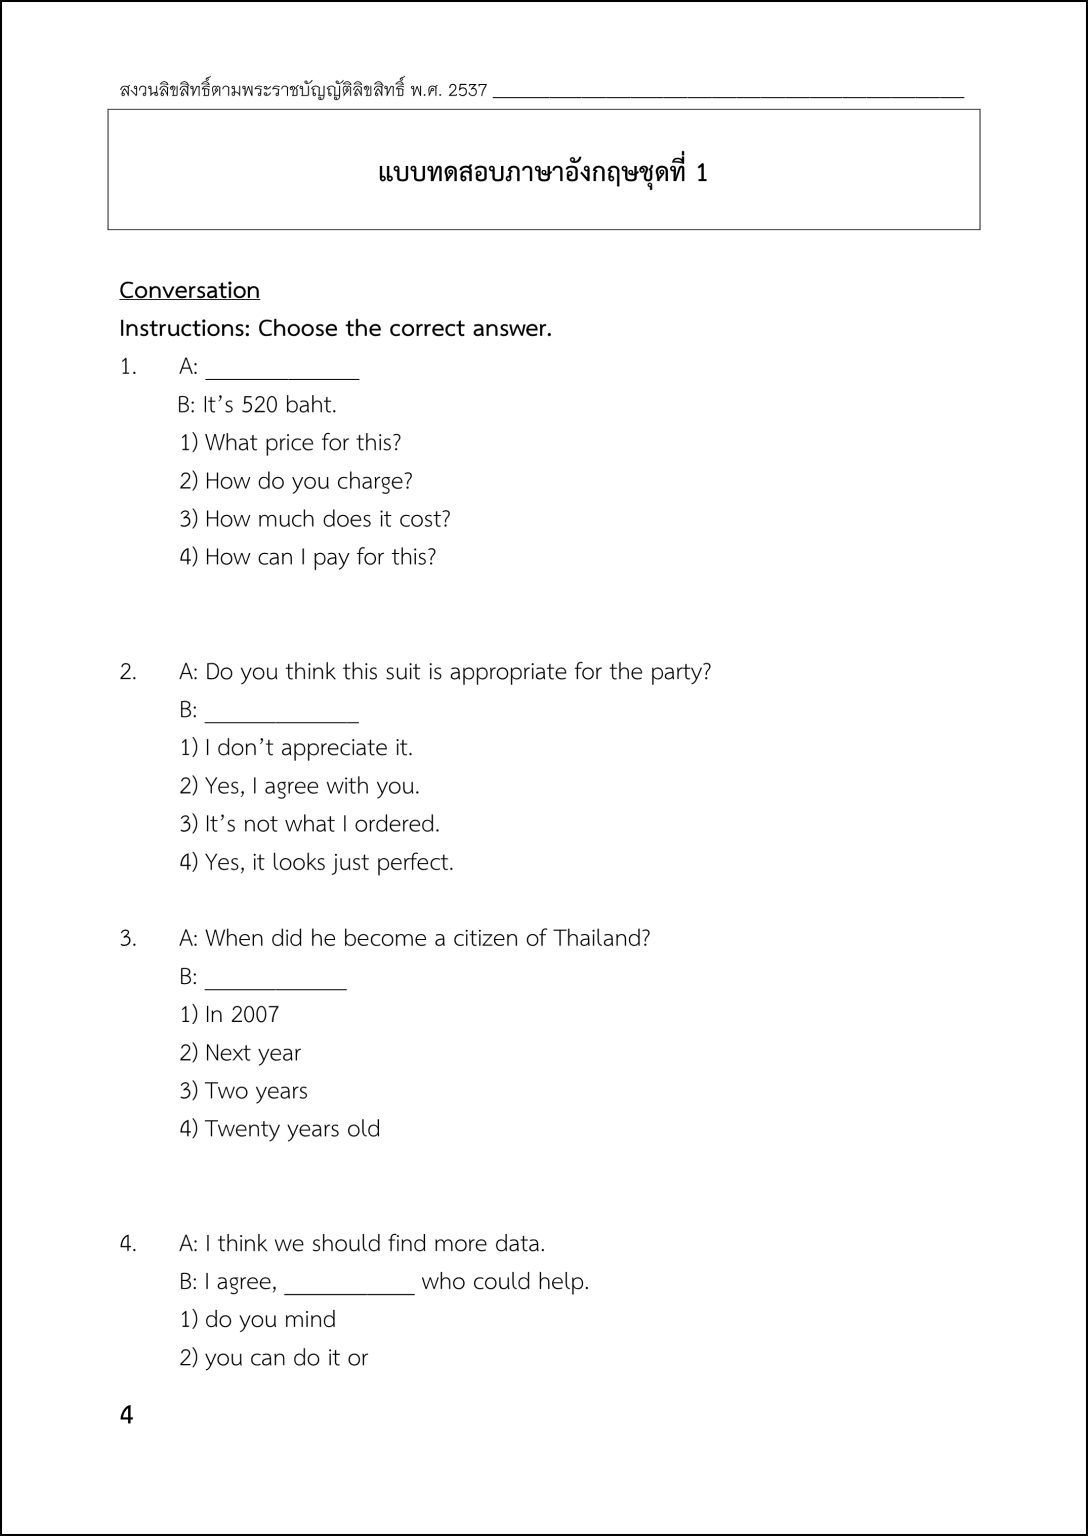 สงวนลิขสิทธิ์ตามพระราชบัญญัติลิขสิทธิ์ พ.ศ. 2537 ____________________
แบบทดสอบภาษาอังกฤษชุดที่ 1
Conversation
Instructions: Choose the correct answer.
1. A: ____________
B: It’s 520 baht.
1) What price for this?
2) How do you charge?
3) How much does it cost?
4) How can I pay for this?
2. A: Do you think this suit is appropriate for the party?
B: ____________
1) I don’t appreciate it.
2) Yes, I agree with you.
3) It’s not what I ordered.
4) Yes, it looks just perfect.
3. A: When did he become a citizen of Thailand?
B: ___________
1) In 2007
2) Next year
3) Two years
4) Twenty years old
4. A: I think we should find more data.
B: I agree, __________ who could help.
1) do you mind
2) you can do it or
4